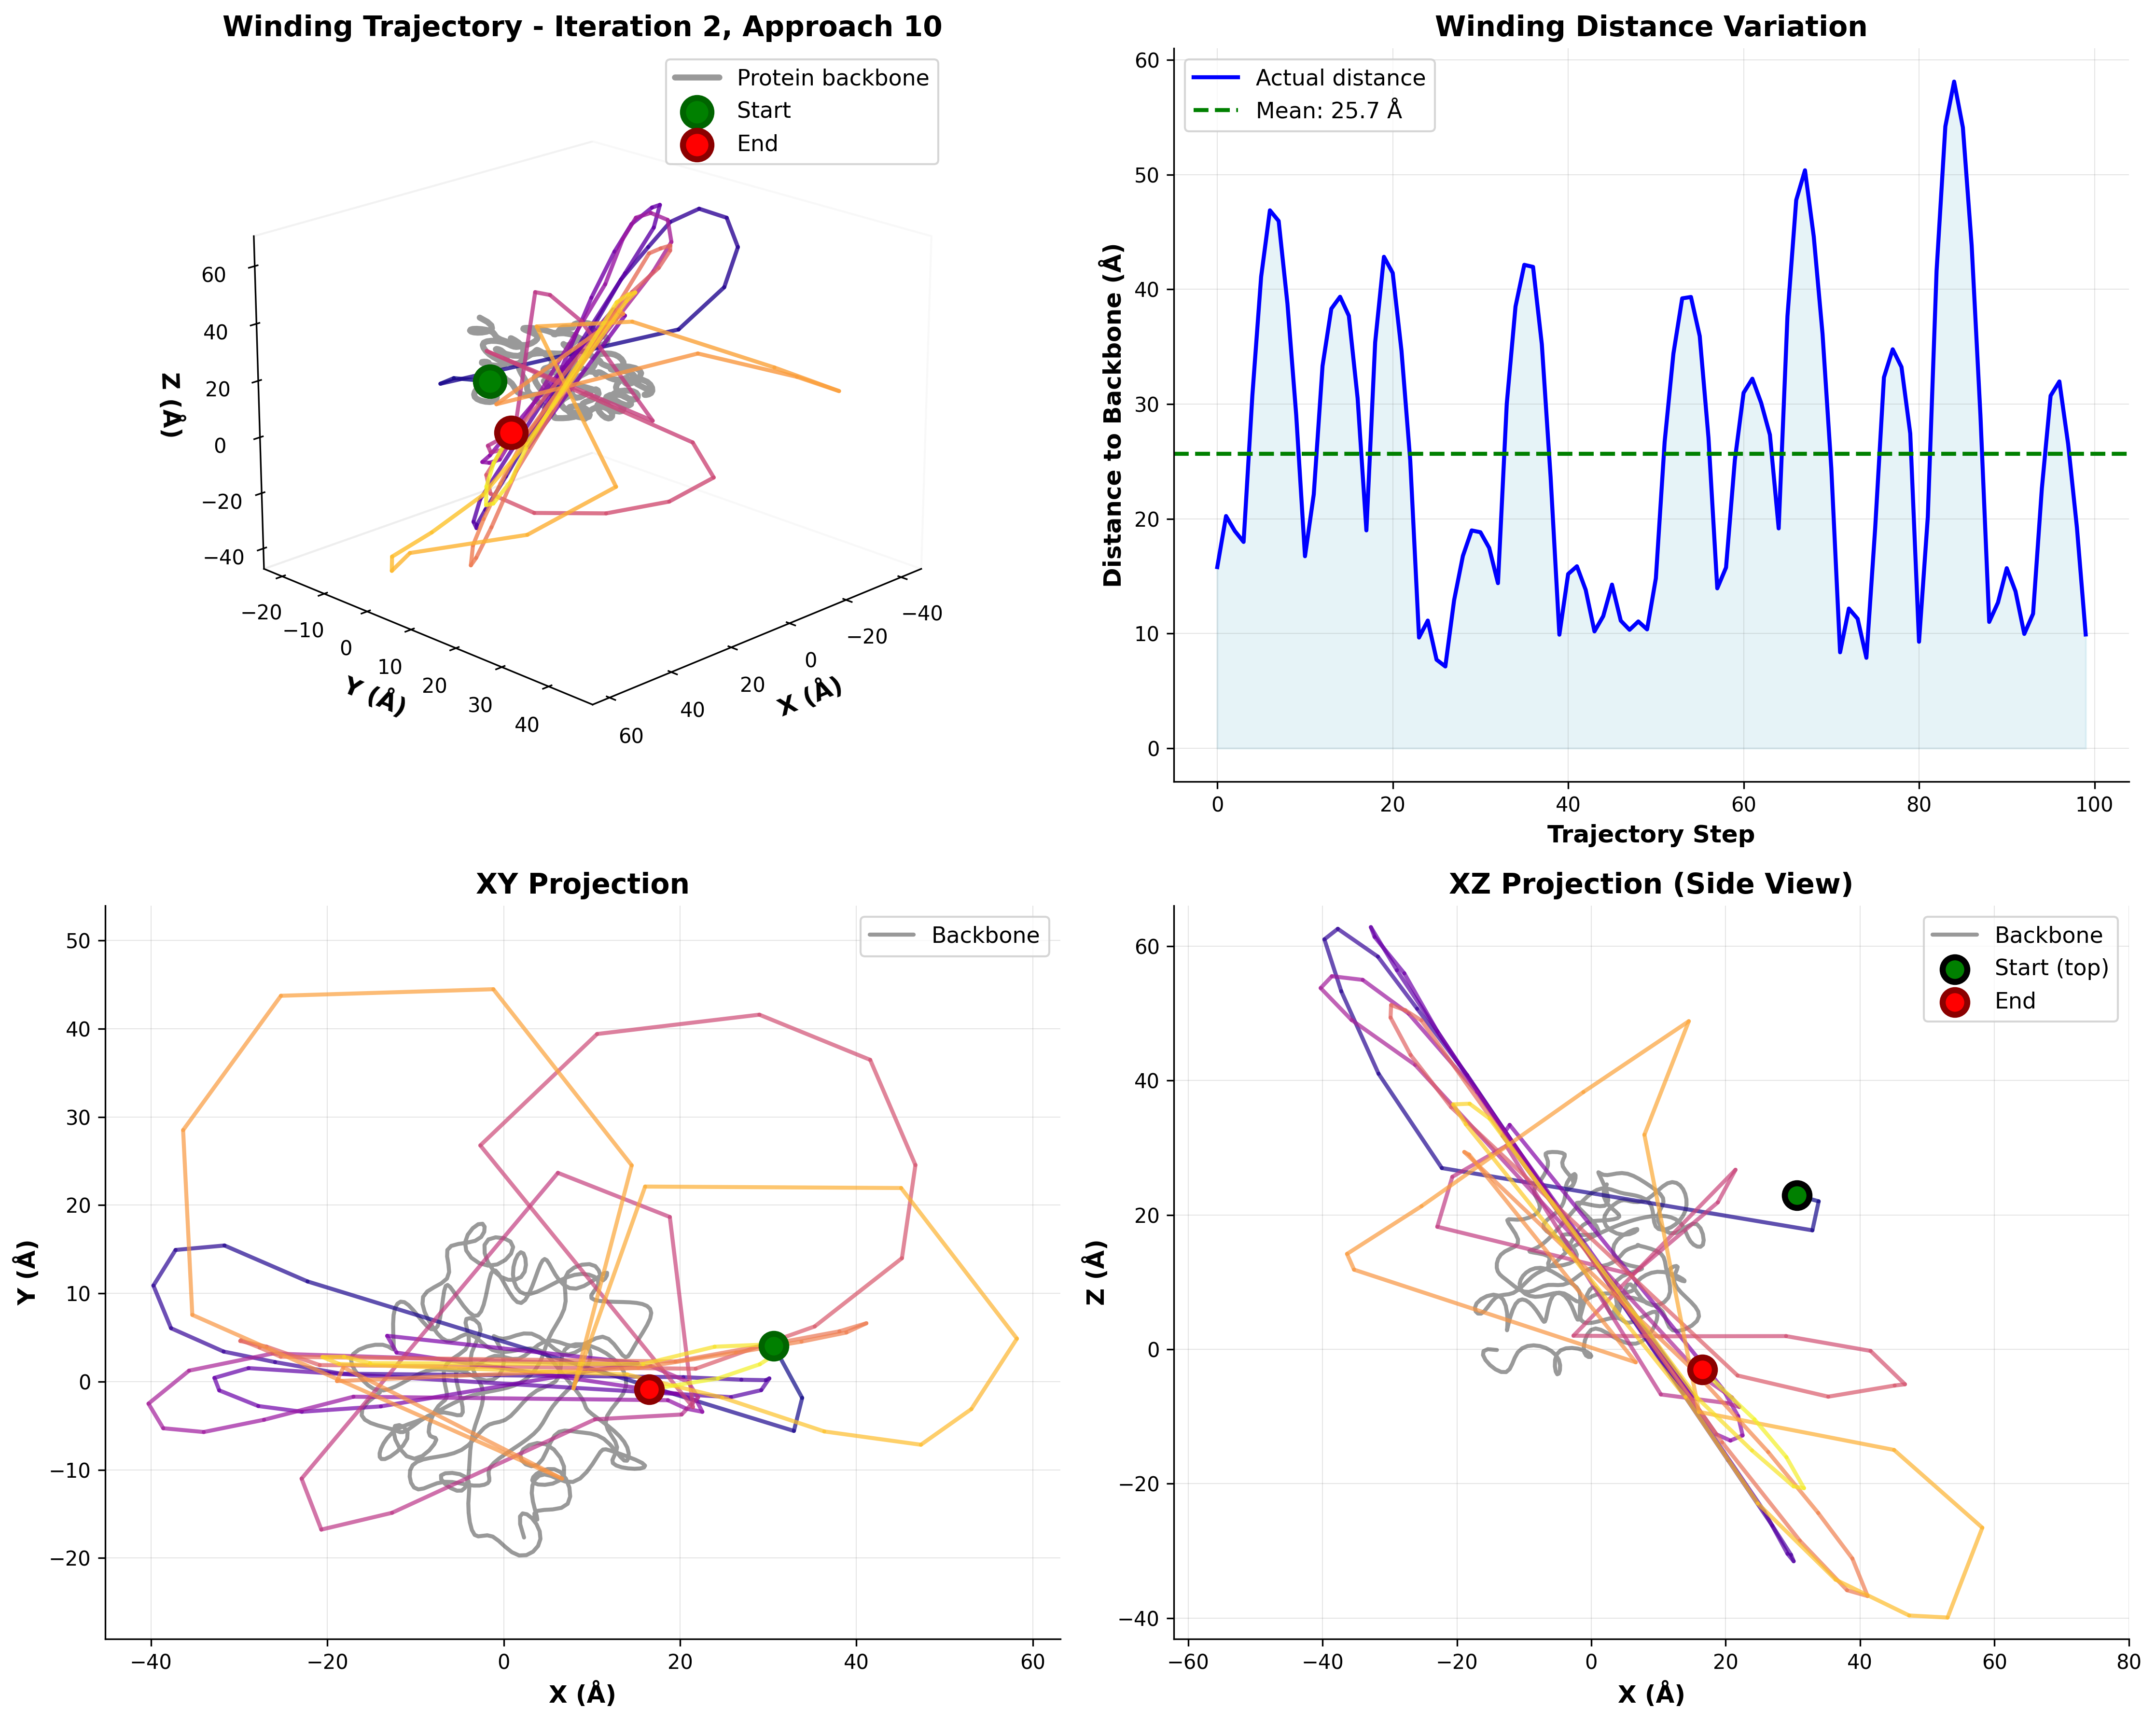 Winding Trajectory - Iteration 2, Approach 10
Protein backbone
Start
End
60
40
20
0
−20
−40
Z (Å)
−20
−10
0
10
20
30
40
Y (Å)
60
40
20
0
−20
−40
X (Å)
Winding Distance Variation
Actual distance
Mean: 25.7 Å
60
50
40
30
20
10
0
Distance to Backbone (Å)
0
20
40
60
80
100
Trajectory Step
XY Projection
Backbone
50
40
30
20
10
0
−10
−20
Y (Å)
−40
−20
0
20
40
60
X (Å)
XZ Projection (Side View)
Backbone
Start (top)
End
60
40
20
0
−20
−40
Z (Å)
−60
−40
−20
0
20
40
60
80
X (Å)